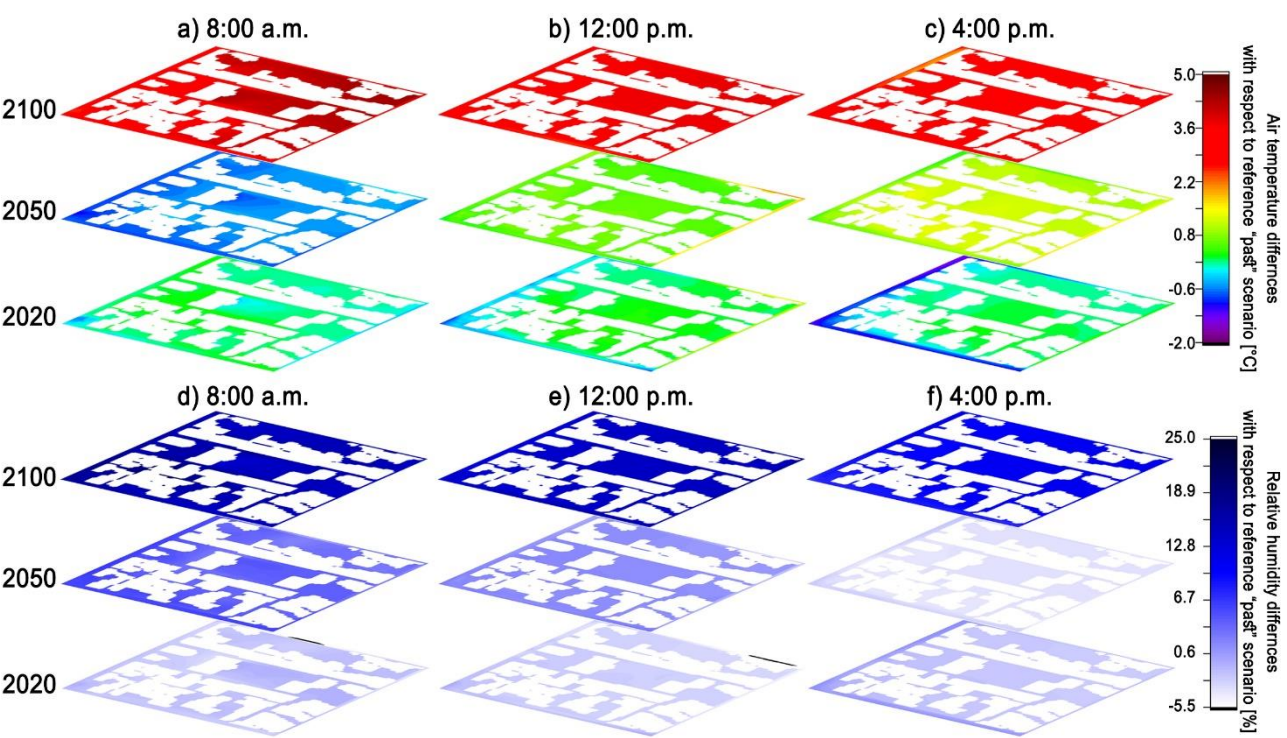 a) 8:00 a.m.
b) 12:00 p.m.
c) 4:00 p.m.
2100
2050
2020
5.0
3.6
2.2
0.8
-0.6
-2.0
Air temperature differnces
with respect to reference "past" scenario [°C]
d) 8:00 a.m.
e) 12:00 p.m.
f) 4:00 p.m.
2100
2050
2020
25.0
18.9
12.8
6.7
0.6
-5.5
Relative humidity differnces
with respect to reference "past" scenario [%]